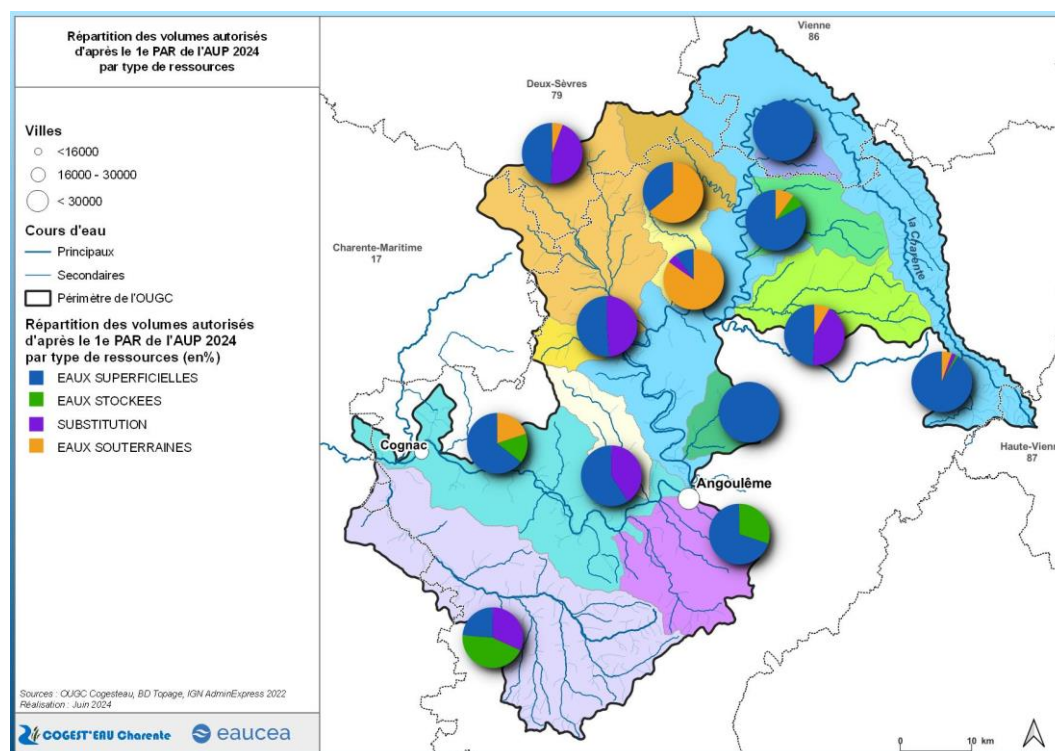 Répartition des volumes autorisés
d'après le 1e PAR de l'AUP 2024
par type de ressources
Villes
<16000
16000 - 30000
< 30000
Cours d'eau
Principaux
Secondaires
Périmètre de l'OUGC
Répartition des volumes autorisés
d'après le 1e PAR de l'AUP 2024
par type de ressources (en%)
EAUX SUPERFICIELLES
EAUX STOCKEES
SUBSTITUTION
EAUX SOUTERRAINES
Sources : OUGC Cogesteau, BD Topage, IGN AdminExpress 2022
Réalisation : Juin 2024
COGEST'EAU Charente
eaucea
Vienne
86
Deux-Sèvres
79
Charente-Maritime
17
la Charente
Haute-Vienn
87
Cognac
Angoulême
0 10 km